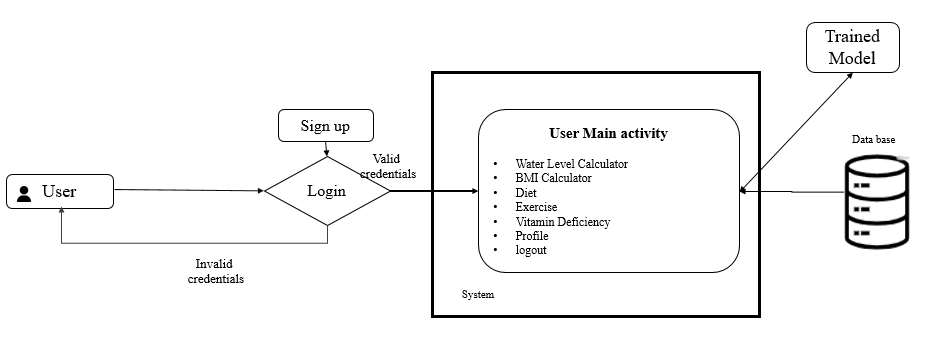 Trained
Model
Data base
Sign up
Valid
credentials
User
Login
Invalid
credentials
User Main activity
• Water Level Calculator
• BMI Calculator
• Diet
• Exercise
• Vitamin Deficiency
• Profile
• logout
System